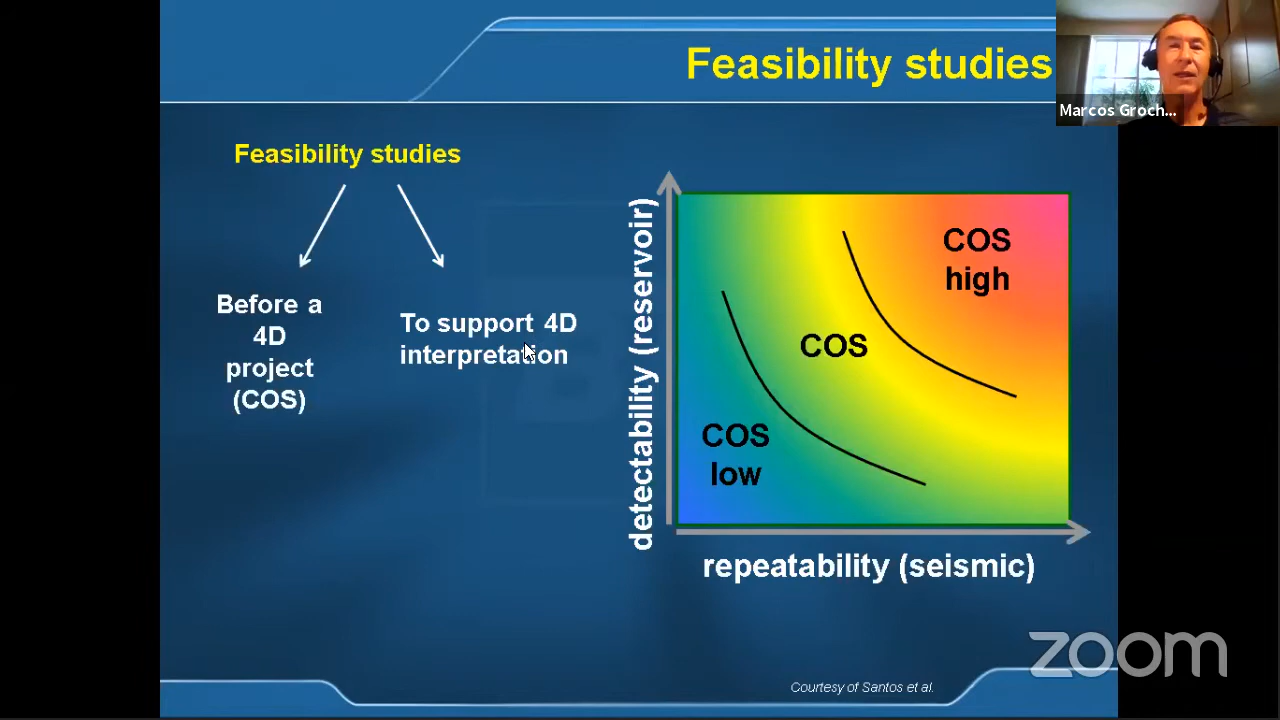 Feasibility studies
Marcos Groch...
Feasibility studies
Before a
4D
project
(COS)
To support 4D
interpretation
detectability (reservoir)
COS
high
COS
COS
low
repeatability (seismic)
zoom
Courtesy of Santos et al.